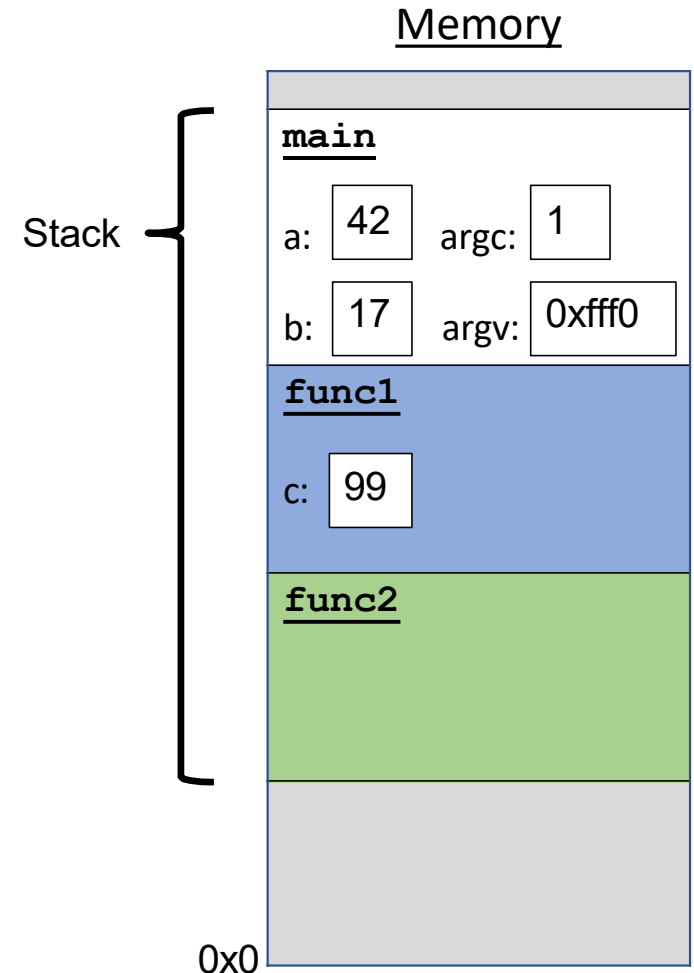 Memory
main
Stack
a: 42 argc: 1
b: 17 argv: 0xfff0
func1
c: 99
func2
0x0